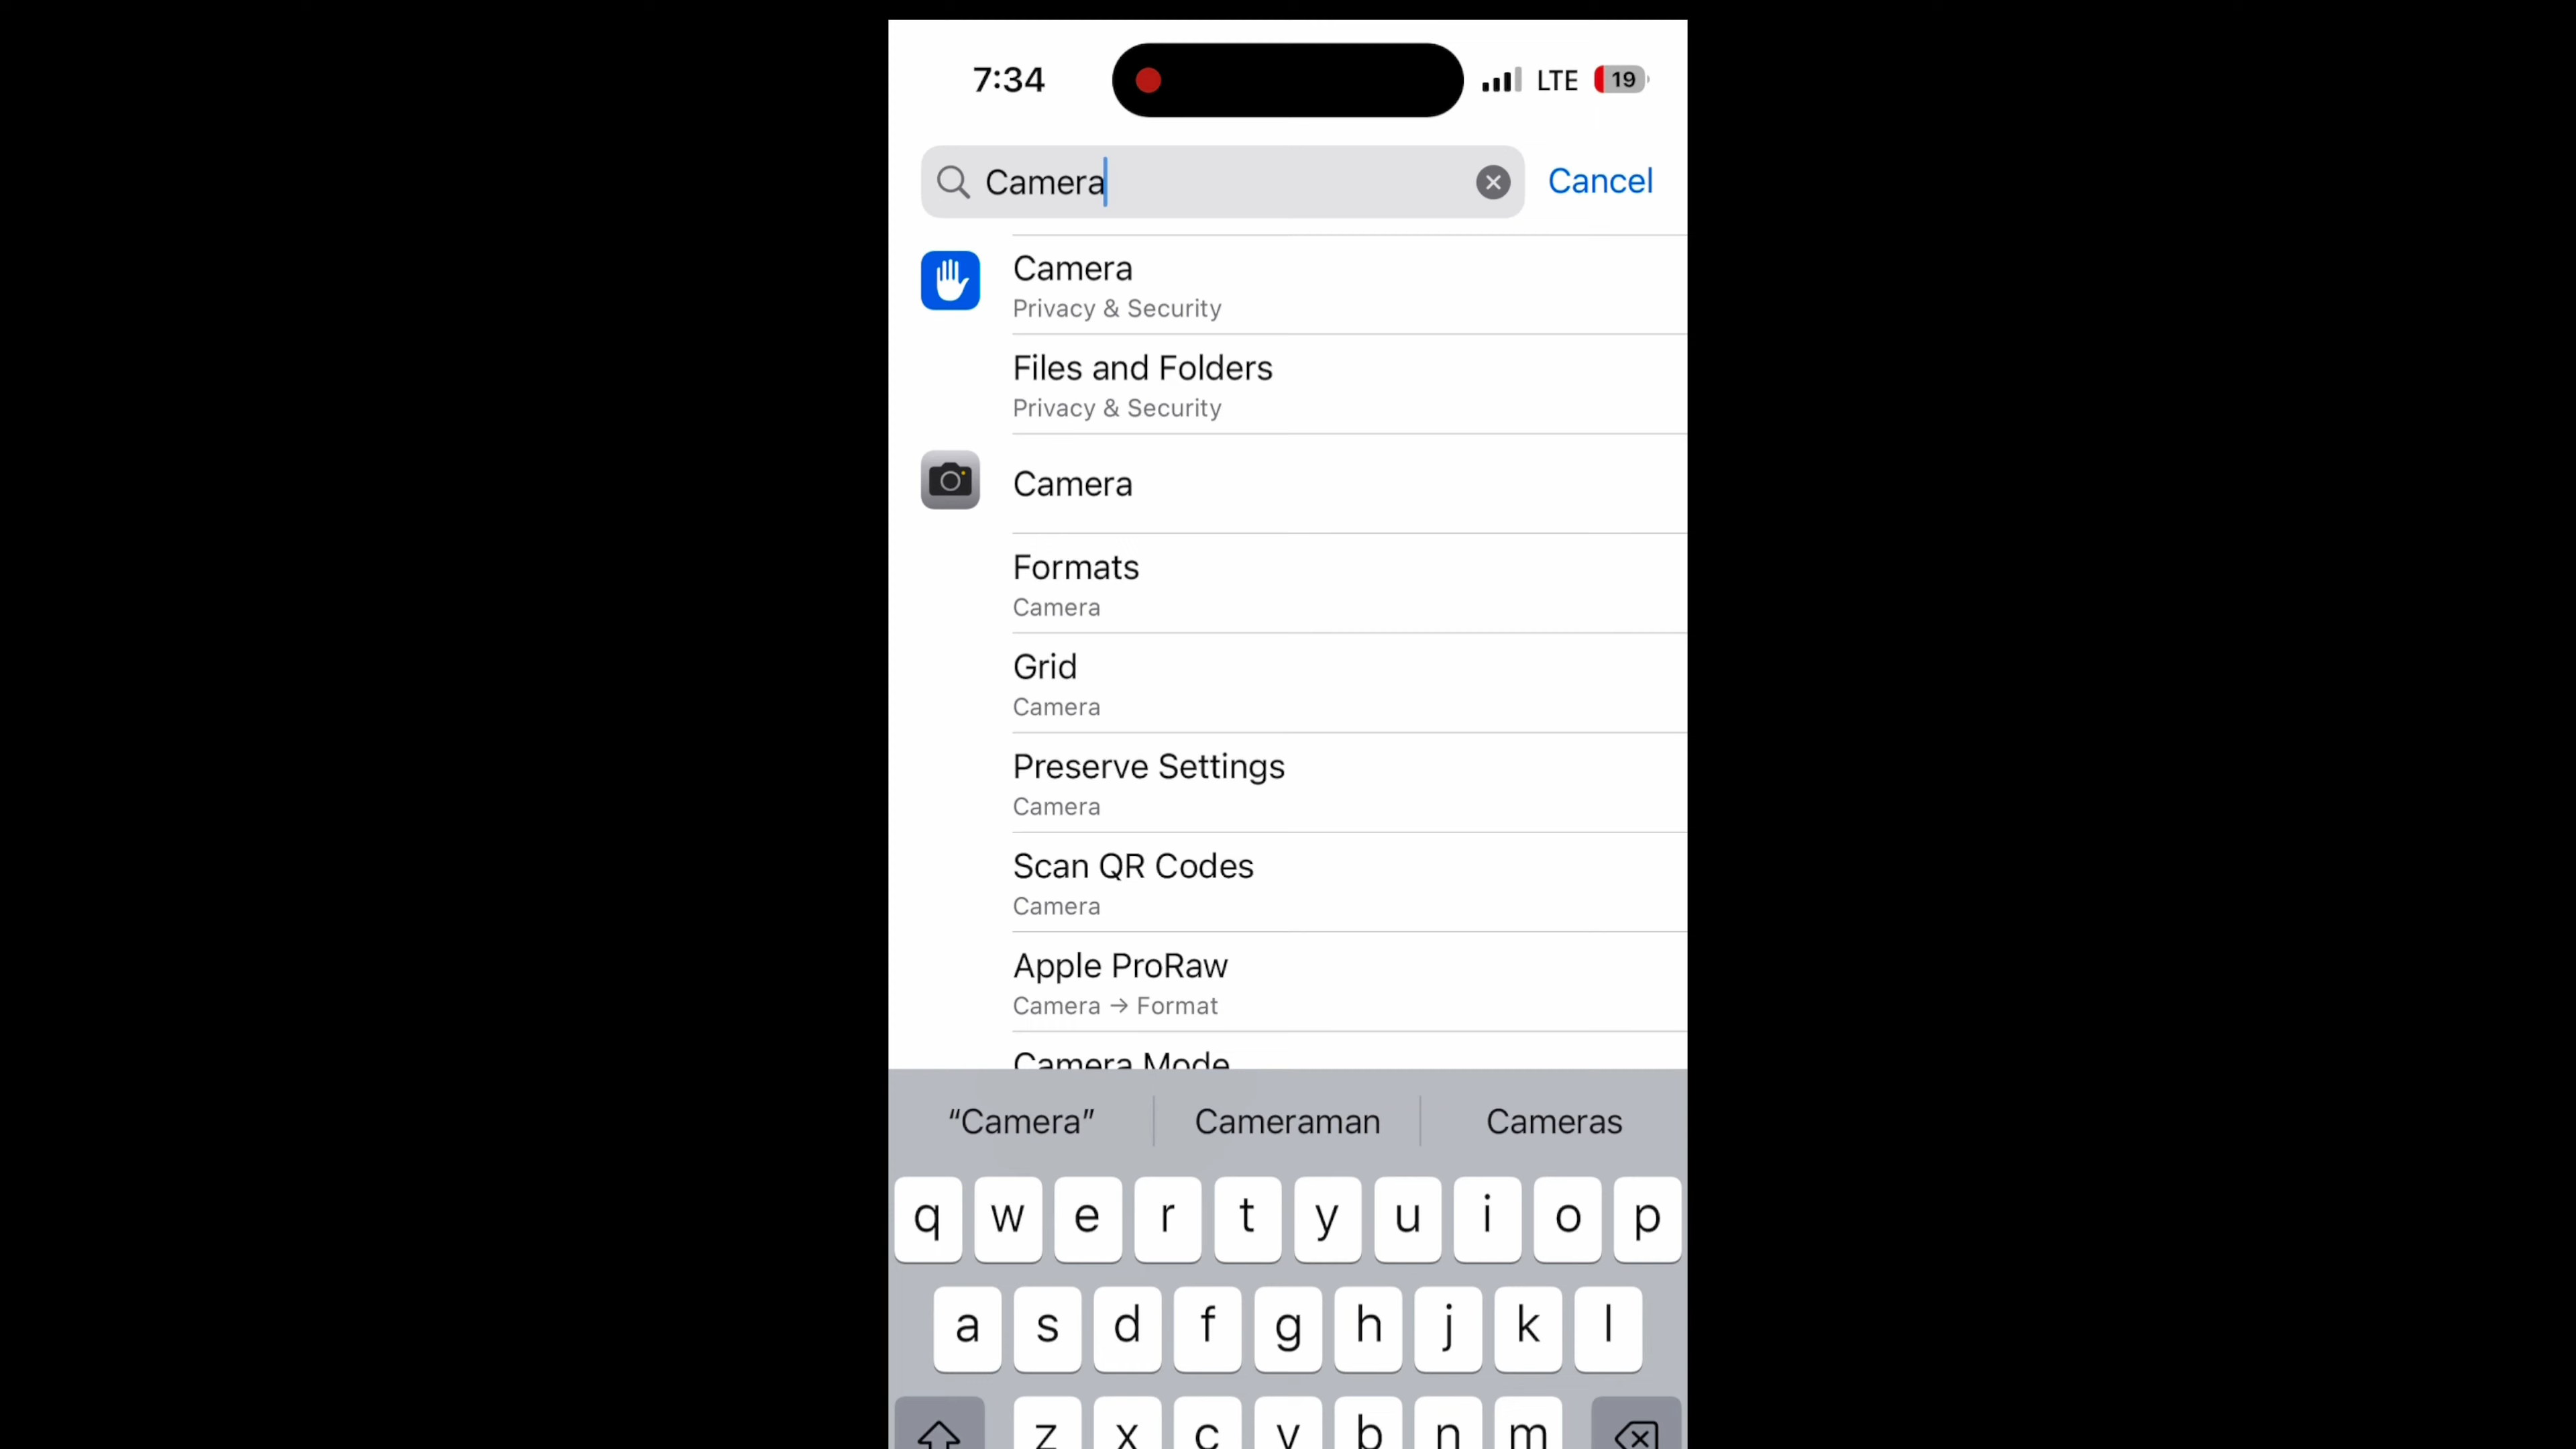 7:34 LTE 19
Camera Cancel
Camera
Privacy & Security
Files and Folders
Privacy & Security
Camera
Formats
Camera
Grid
Camera
Preserve Settings
Camera
Scan QR Codes
Camera
Apple ProRaw
Camera → Format
Camera Mode
“Camera” Cameraman Cameras
q w e r t y u i o p
a s d f g h j k l
z x c v b n m